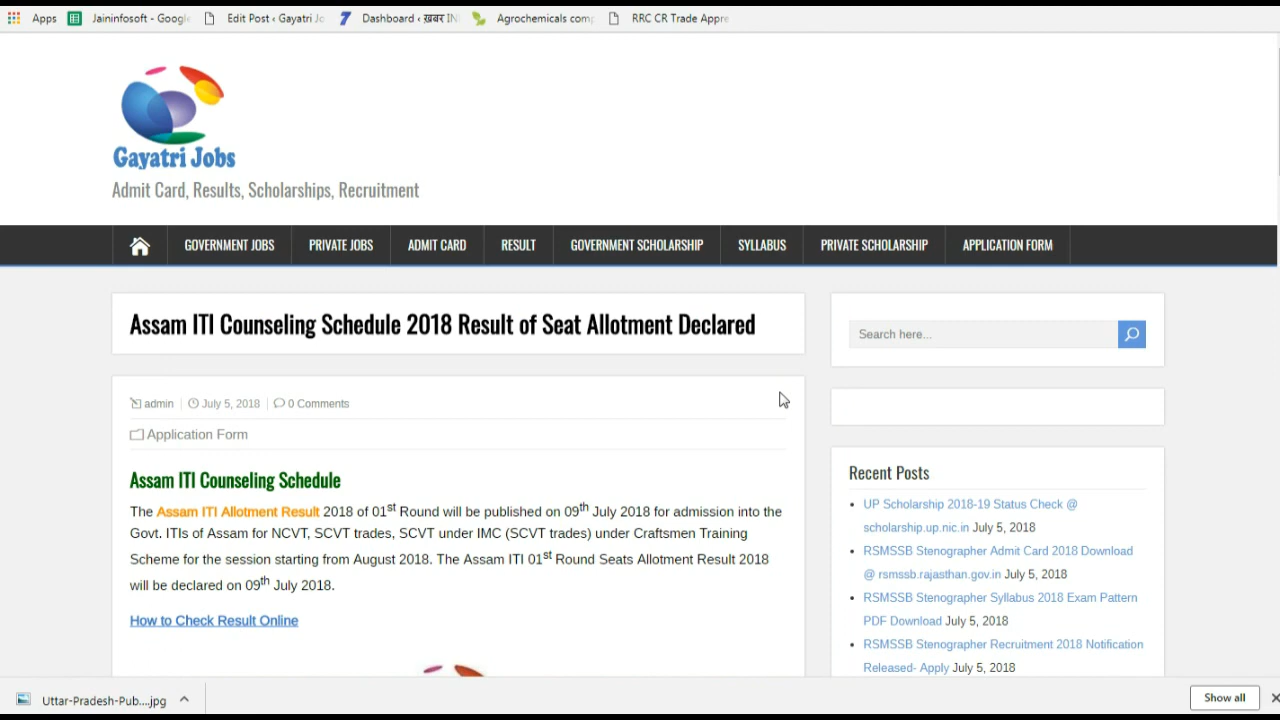 Apps Jaininfosoft - Google Edit Post ‹ Gayatri Jo Dashboard ‹ ख़बर IN Agrochemicals com RRC CR Trade Appre
Gayatri Jobs
Admit Card, Results, Scholarships, Recruitment
GOVERNMENT JOBS PRIVATE JOBS ADMIT CARD RESULT GOVERNMENT SCHOLARSHIP SYLLABUS PRIVATE SCHOLARSHIP APPLICATION FORM
Assam ITI Counseling Schedule 2018 Result of Seat Allotment Declared
admin July 5, 2018 0 Comments
Application Form
Assam ITI Counseling Schedule
The Assam ITI Allotment Result 2018 of 01st Round will be published on 09th July 2018 for admission into the
Govt. ITIs of Assam for NCVT, SCVT trades, SCVT under IMC (SCVT trades) under Craftsmen Training
Scheme for the session starting from August 2018. The Assam ITI 01st Round Seats Allotment Result 2018
will be declared on 09th July 2018.
How to Check Result Online
Search here...
Recent Posts
UP Scholarship 2018-19 Status Check @
scholarship.up.nic.in July 5, 2018
RSMSSB Stenographer Admit Card 2018 Download
@ rsmssb.rajasthan.gov.in July 5, 2018
RSMSSB Stenographer Syllabus 2018 Exam Pattern
PDF Download July 5, 2018
RSMSSB Stenographer Recruitment 2018 Notification
Released- Apply July 5, 2018
Uttar-Pradesh-Pub....jpg
Show all